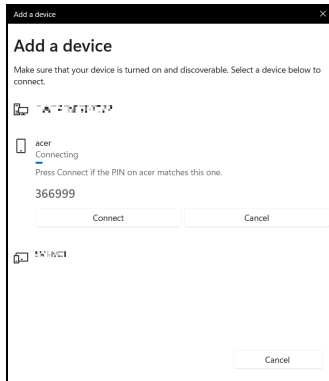 Add a device
Add a device
Make sure that your device is turned on and discoverable. Select a device below to
connect.
acer
Connecting
Press Connect if the PIN on acer matches this one.
366999
Connect Cancel
Cancel